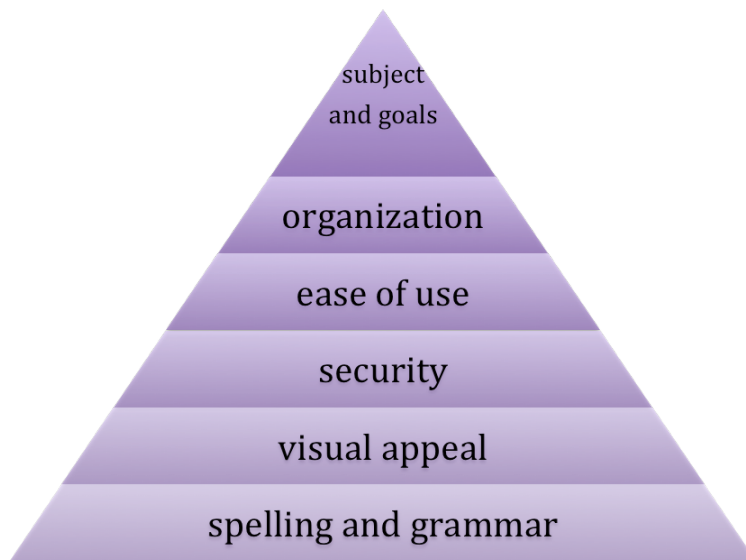 subject
and goals
organization
ease of use
security
visual appeal
spelling and grammar